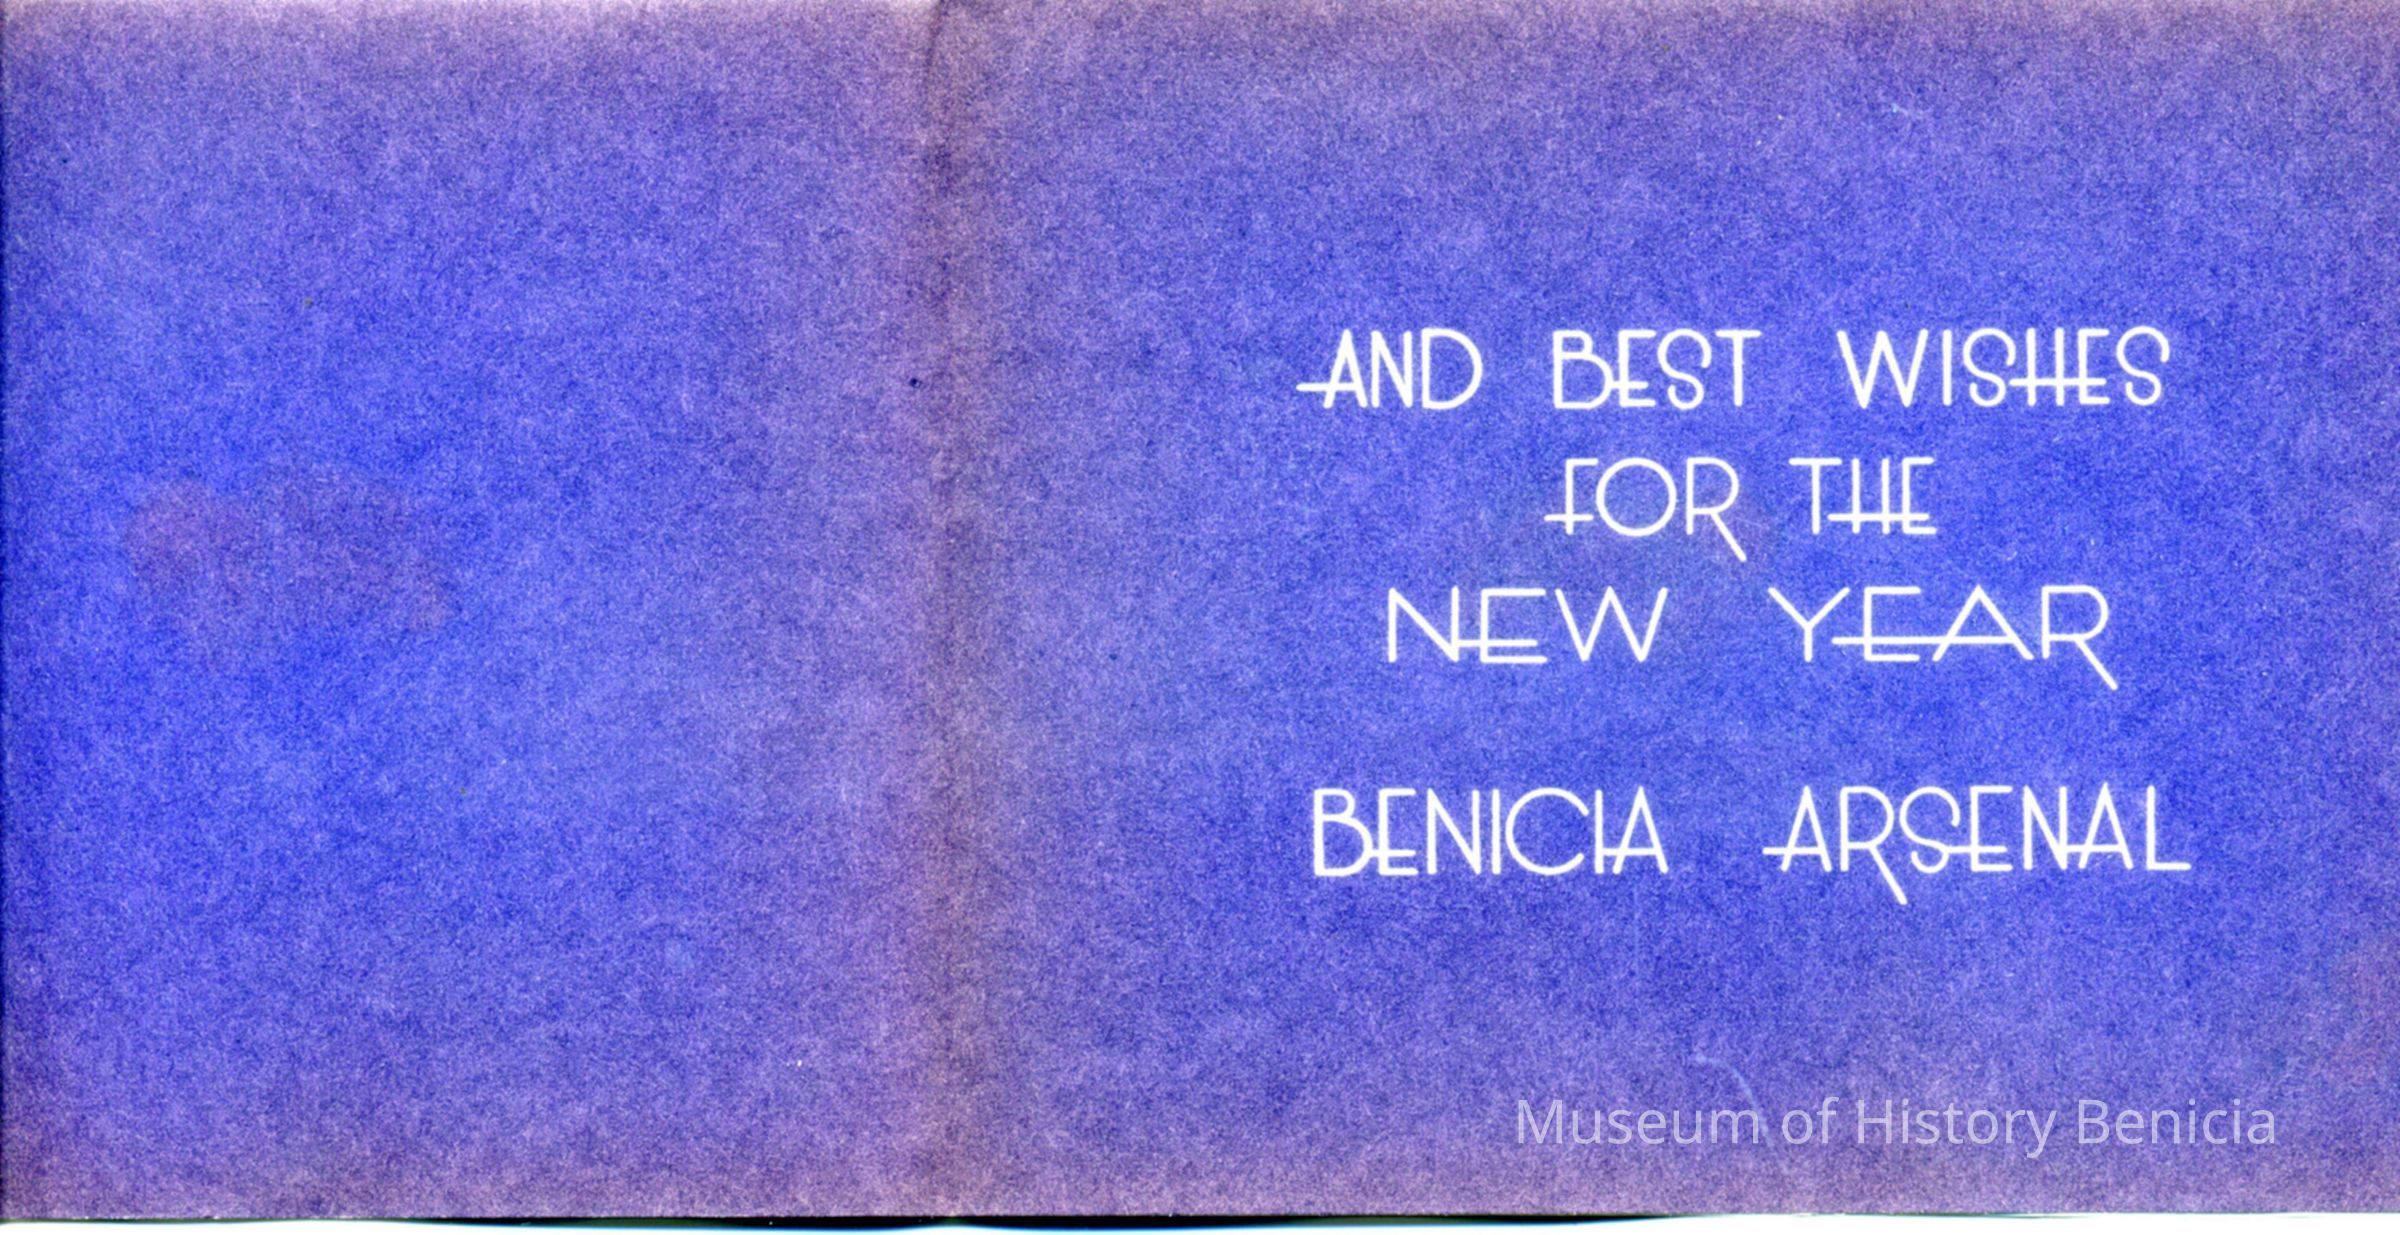 AND BEST WISHES
FOR THE
NEW YEAR
BENICIA ARSENAL
Museum of History Benicia